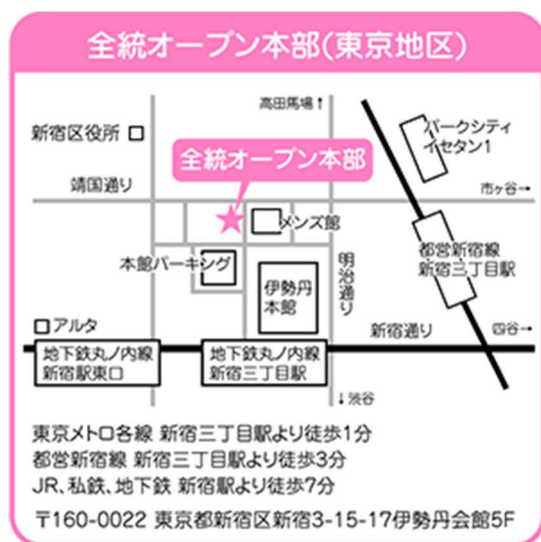 全統オープン本部(東京地区)
高田馬場↑
新宿区役所
パークシティ
イセタン1
全統オープン本部
靖国通り
市ヶ谷→
メンズ館
本館パーキング
都営新宿線
新宿三丁目駅
明治通り
伊勢丹
本館
アルタ
新宿通り
四谷→
地下鉄丸ノ内線
新宿駅東口
地下鉄丸ノ内線
新宿三丁目駅
↓渋谷
東京メトロ各線 新宿三丁目駅より徒歩1分
都営新宿線 新宿三丁目駅より徒歩3分
JR、私鉄、地下鉄 新宿駅より徒歩7分
〒160-0022 東京都新宿区新宿3-15-17伊勢丹会館5F